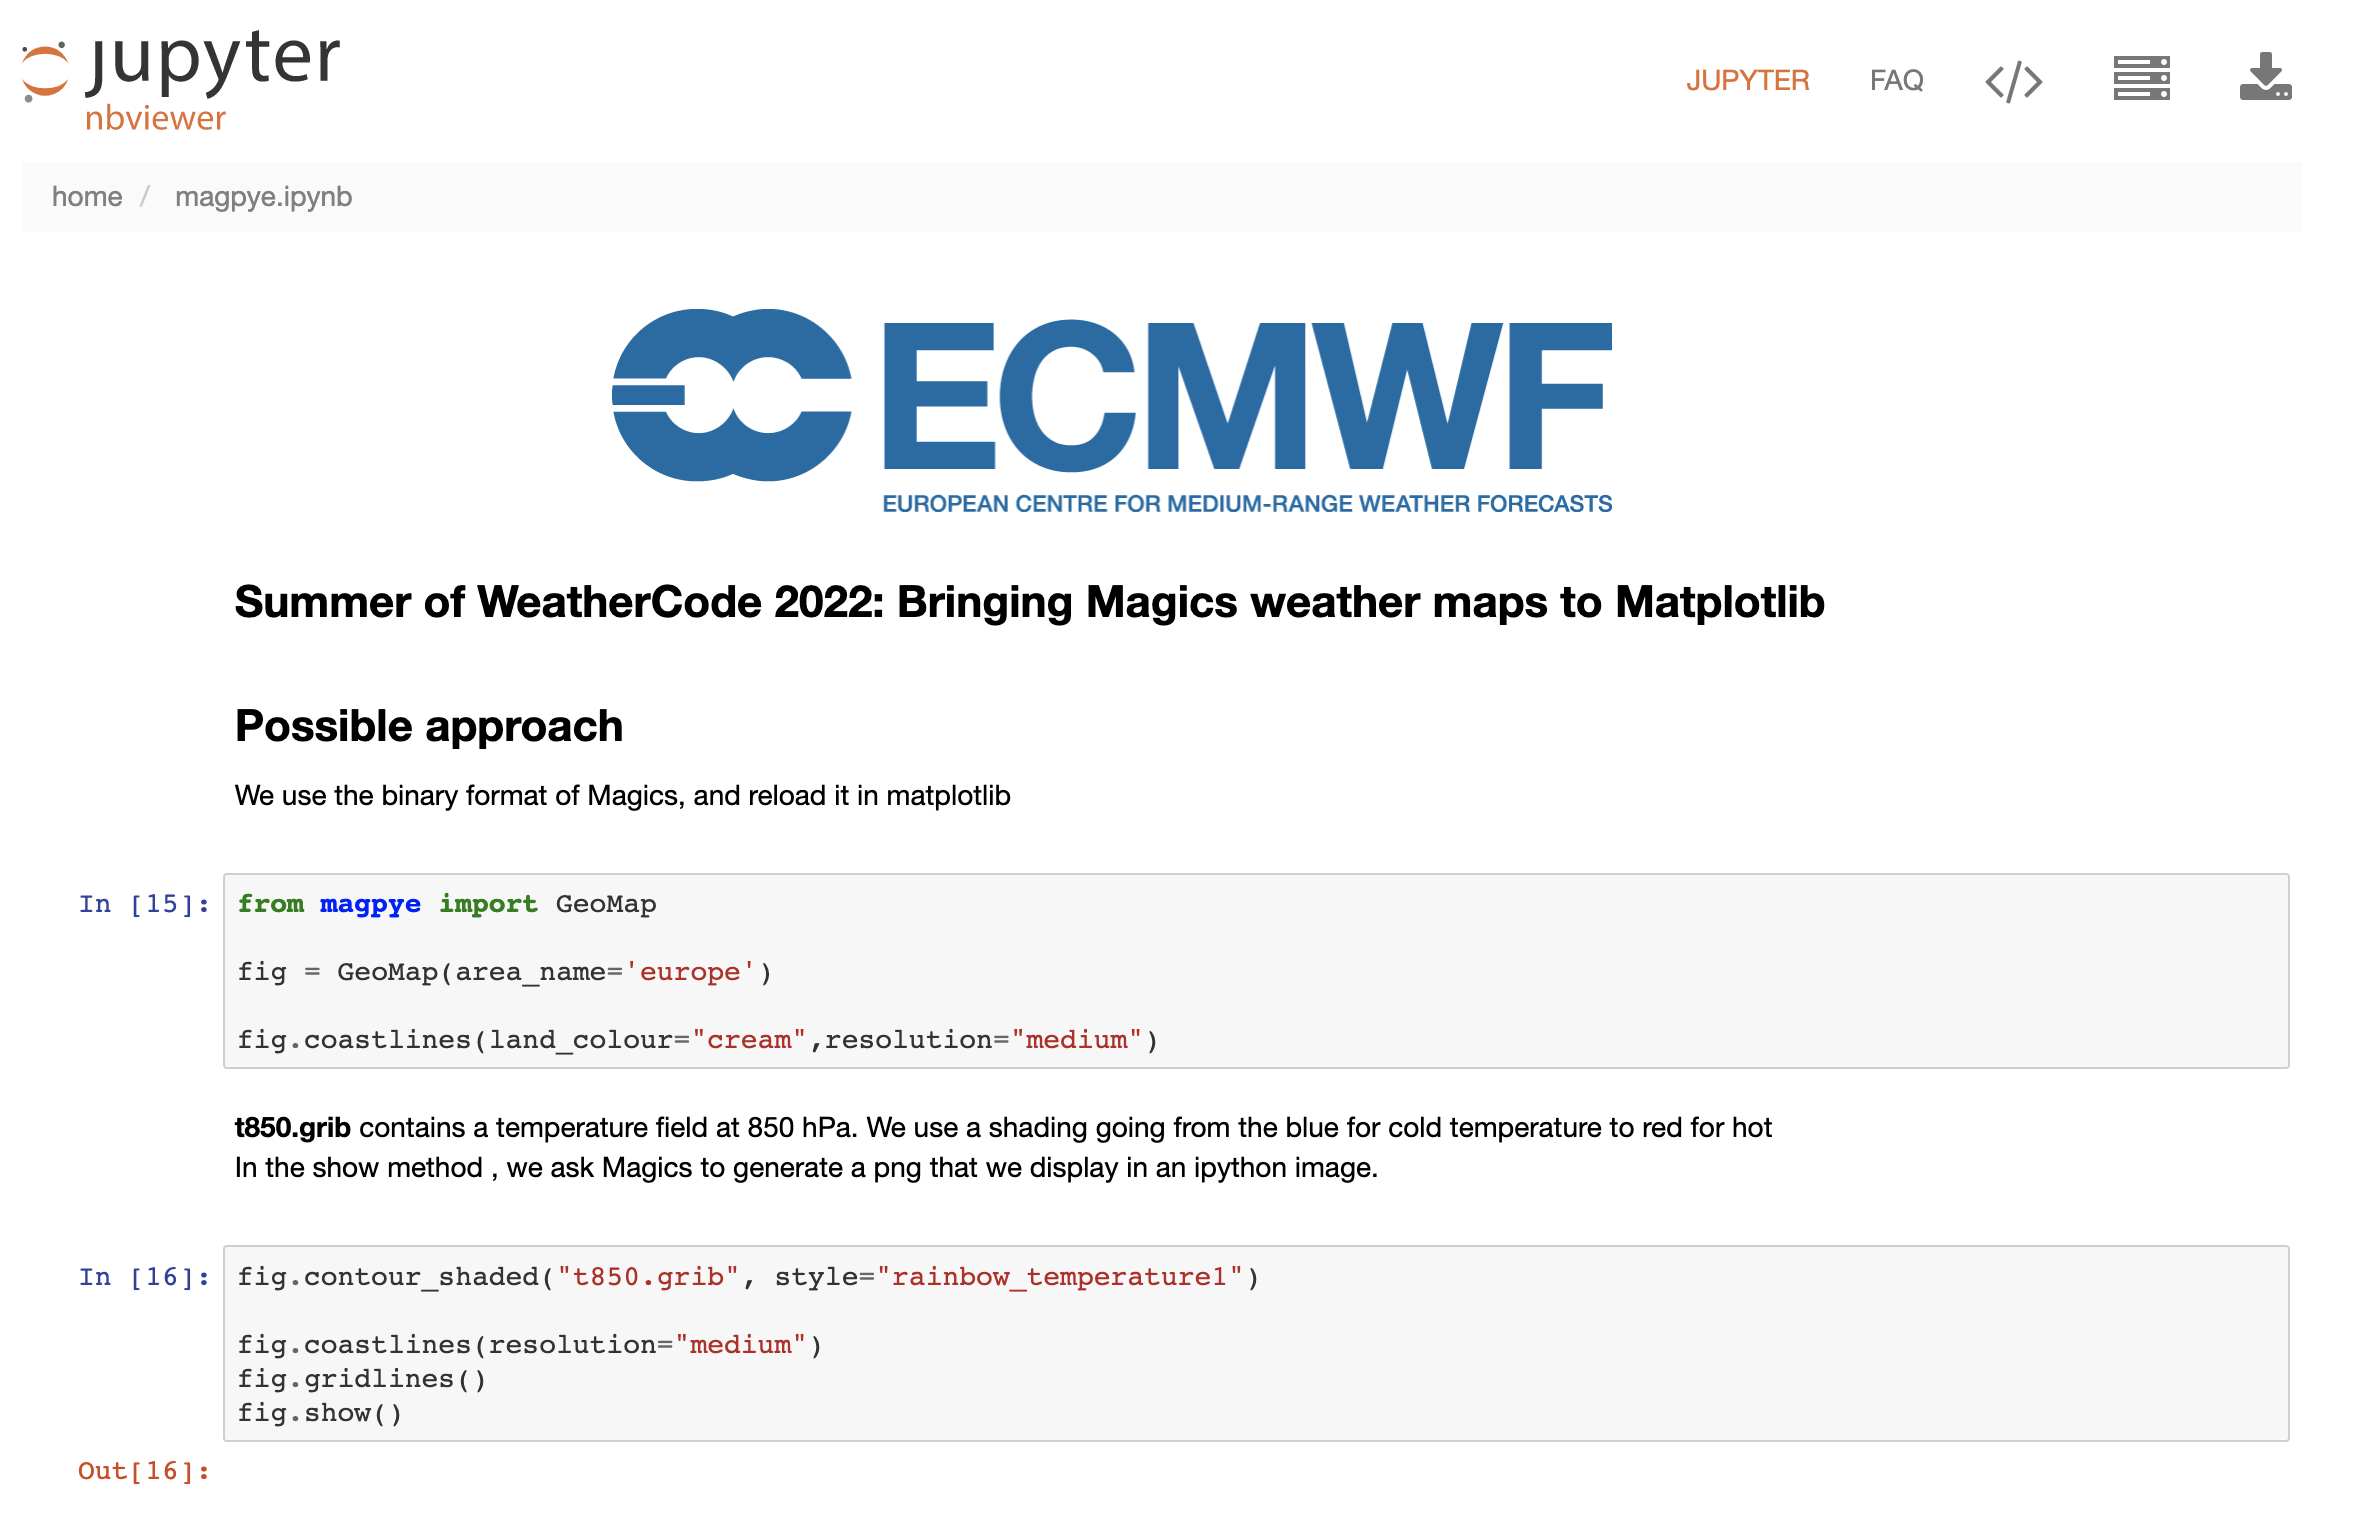 jupyter
nbviewer
JUPYTER FAQ </>
home / magpye.ipynb
ECMWF
EUROPEAN CENTRE FOR MEDIUM-RANGE WEATHER FORECASTS
Summer of WeatherCode 2022: Bringing Magics weather maps to Matplotlib
Possible approach
We use the binary format of Magics, and reload it in matplotlib
In [15]: from magpye import GeoMap
fig = GeoMap(area_name='europe')
fig.coastlines(land_colour="cream",resolution="medium")
t850.grib contains a temperature field at 850 hPa. We use a shading going from the blue for cold temperature to red for hot
In the show method , we ask Magics to generate a png that we display in an ipython image.
In [16]: fig.contour_shaded("t850.grib", style="rainbow_temperature1")
fig.coastlines(resolution="medium")
fig.gridlines()
fig.show()
Out[16]: